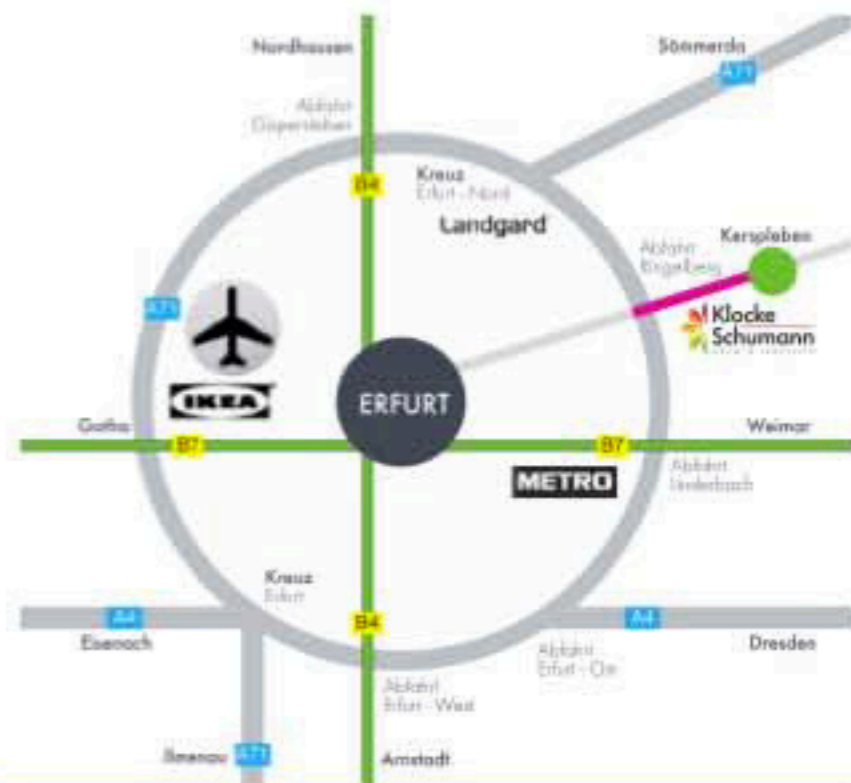 Nordhausen
Sömmerda
A71
Abfahrt
Gispersleben
B4
Kreuz
Erfurt - Nord
Landgard
Abfahrt
Ringelberg
Kerspleben
A71
Klocke
Schumann
IKEA
ERFURT
Gotha
B7
B7
Weimar
METRO
Abfahrt
Linderbach
Kreuz
Erfurt
A4
Eisenach
B4
A4
Dresden
Abfahrt
Erfurt - Ost
Abfahrt
Erfurt - West
Ilmenau
A71
Arnstadt